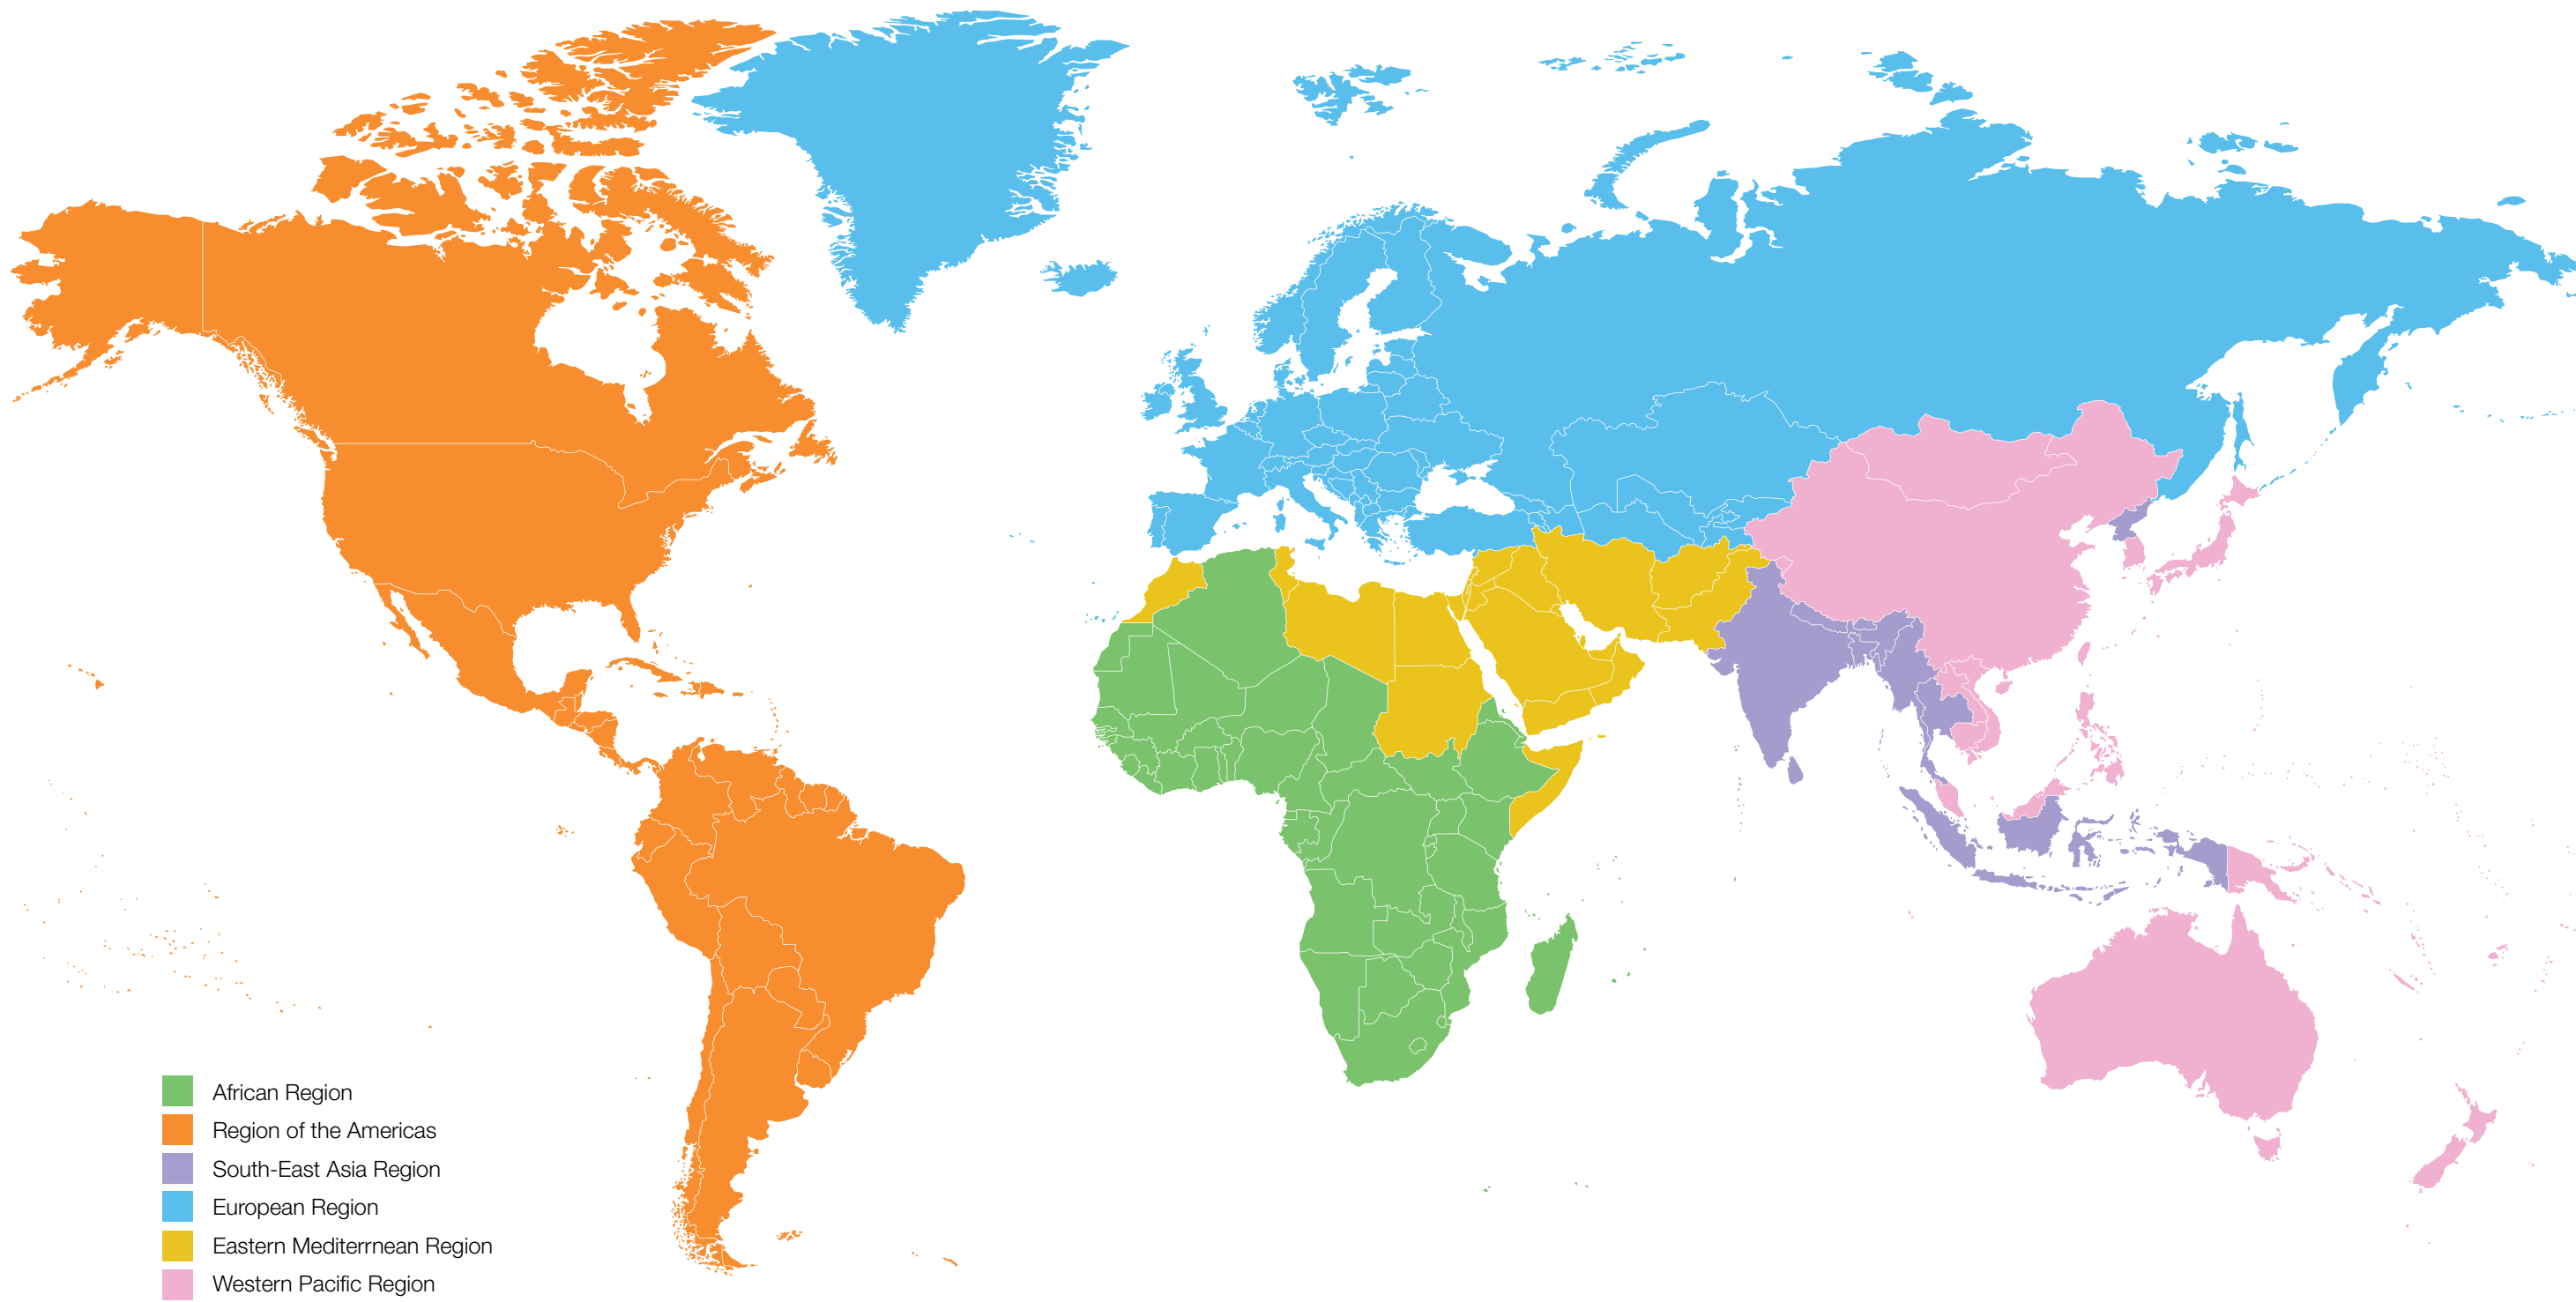 African Region
Region of the Americas
South-East Asia Region
European Region
Eastern Mediterrnean Region
Western Pacific Region